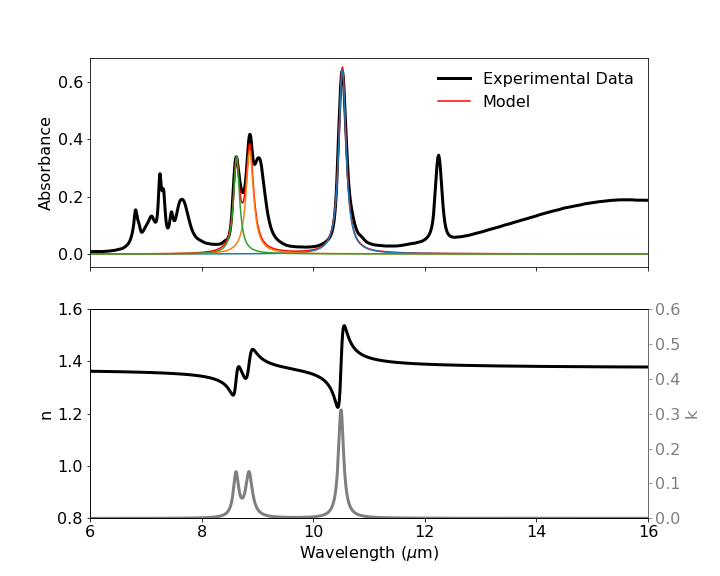 0.6
0.4
0.2
0.0
Absorbance
Experimental Data
Model
1.6
1.4
1.2
1.0
0.8
n
0.6
0.5
0.4
0.3
0.2
0.1
0.0
k
6 8 10 12 14 16
Wavelength (μm)